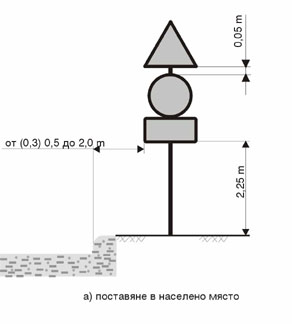 0,05 m
от (0,3) 0,5 до 2,0 m
2,25 m
а) поставяне в населено място